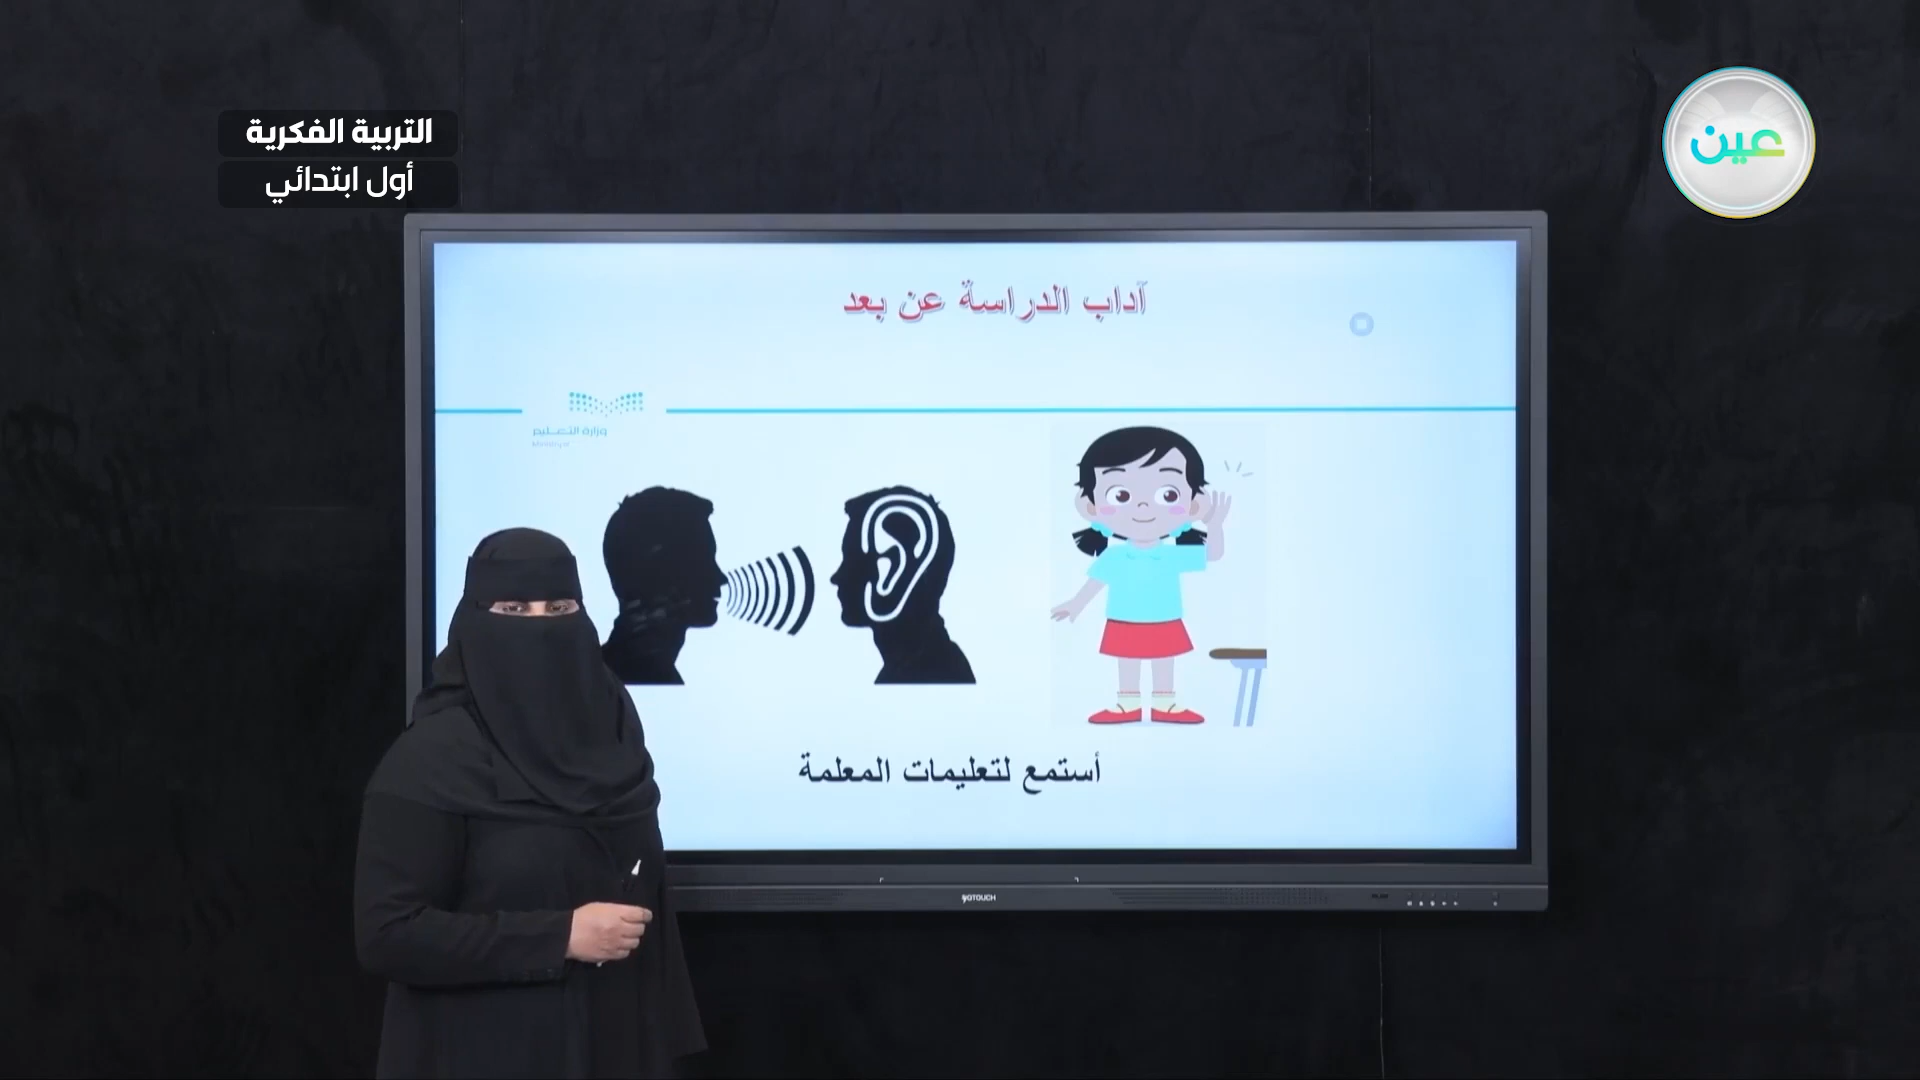 التربية الفكرية
أول ابتدائي
عين
آداب الدراسة عن بعد
وزارة التعليم
أستمع لتعليمات المعلمة